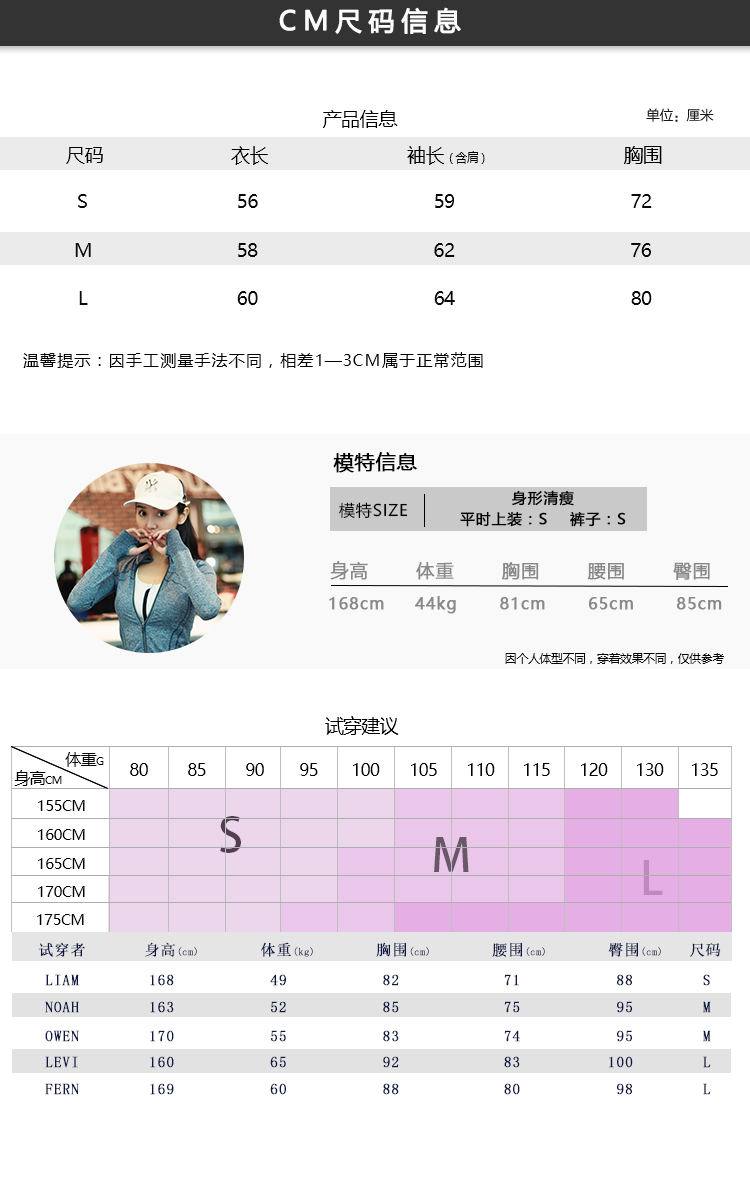 CM尺码信息
产品信息
单位：厘米
尺码 衣长 袖长（含肩） 胸围
S 56 59 72
M 58 62 76
L 60 64 80
温馨提示：因手工测量手法不同，相差1—3CM属于正常范围
模特信息
模特SIZE
身形清瘦
平时上装：S 裤子：S
身高 体重 胸围 腰围 臀围
168cm 44kg 81cm 65cm 85cm
因个人体型不同，穿着效果不同，仅供参考
试穿建议
体重G
身高CM
80 85 90 95 100 105 110 115 120 130 135
155CM
160CM
165CM
170CM
175CM
S
M
L
试穿者 身高(cm) 体重(kg) 胸围(cm) 腰围(cm) 臀围(cm) 尺码
LIAM 168 49 82 71 88 S
NOAH 163 52 85 75 95 M
OWEN 170 55 83 74 95 M
LEVI 160 65 92 83 100 L
FERN 169 60 88 80 98 L